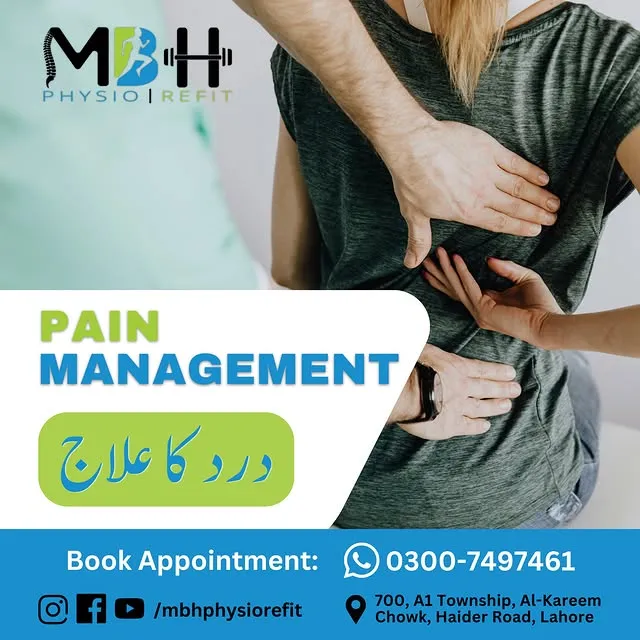 MBH
PHYSIO | REFIT
PAIN
MANAGEMENT
درد کا علاج
Book Appointment: 0300-7497461
/mbhphysiorefit
700, A1 Township, Al-Kareem
Chowk, Haider Road, Lahore